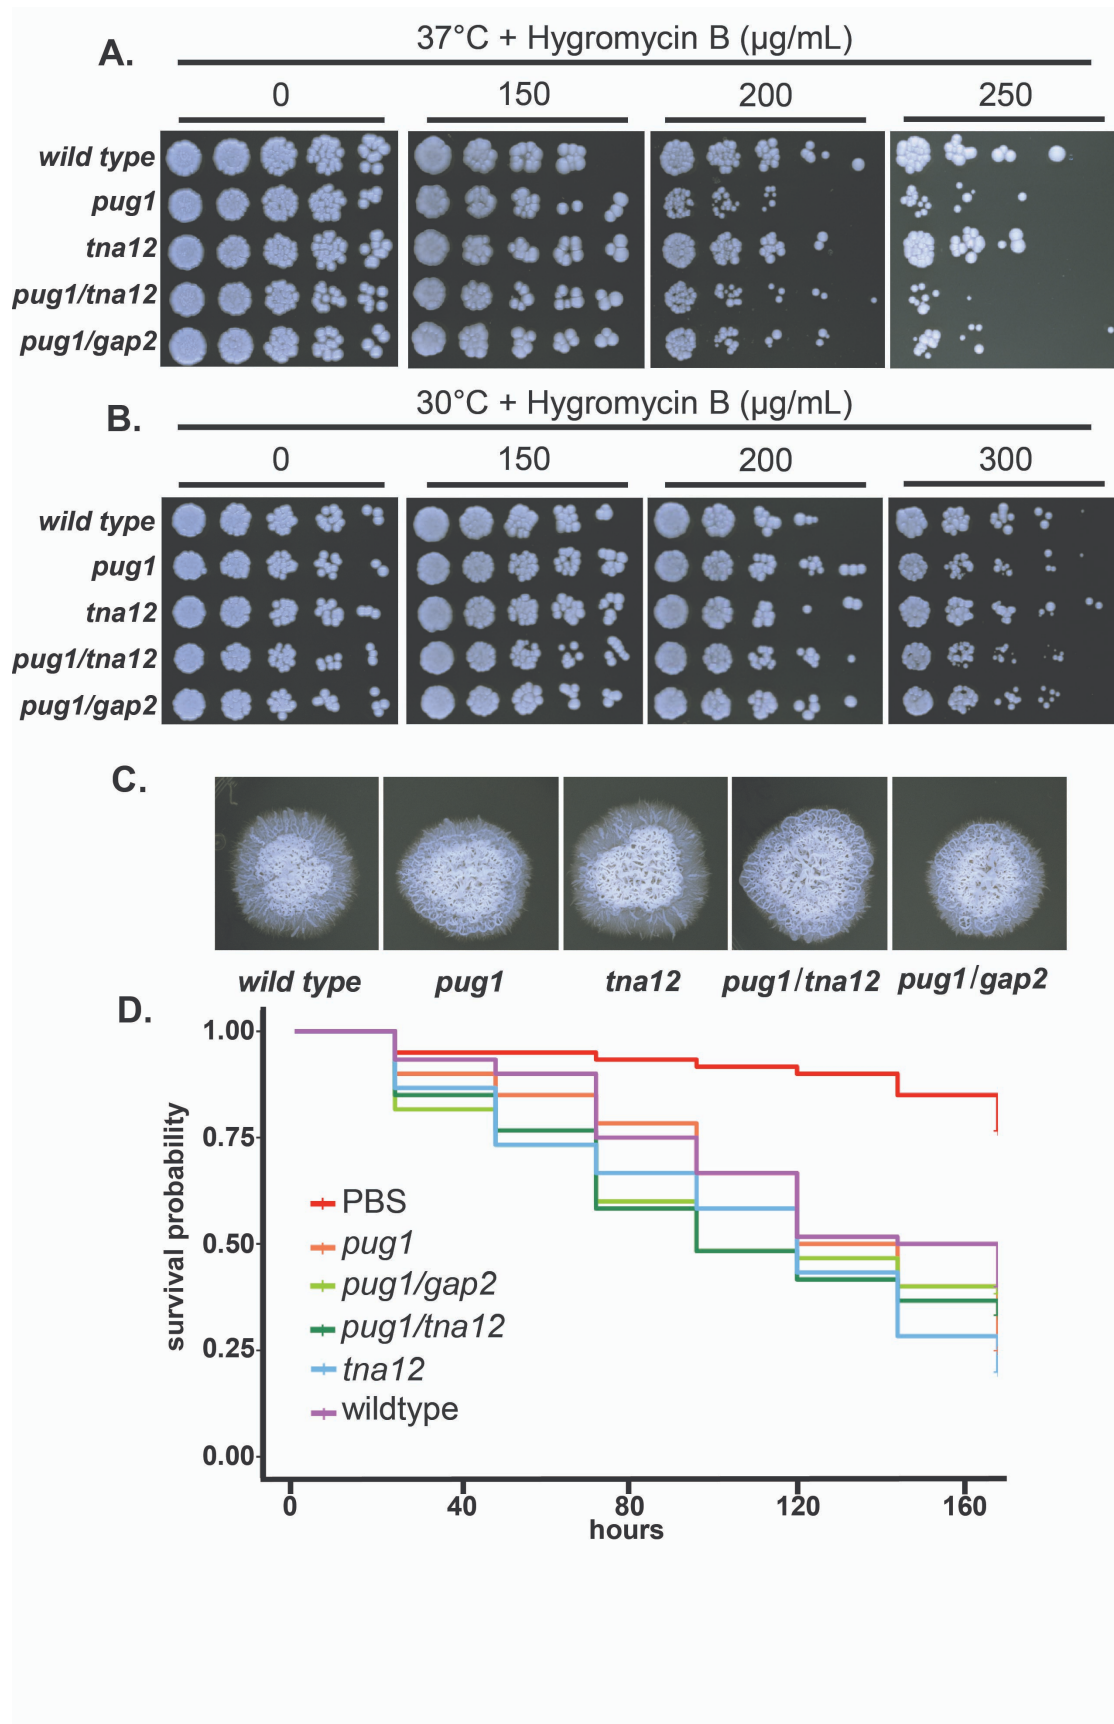 A.
37°C + Hygromycin B (µg/mL)
0 150 200 250
wild type
pug1
tna12
pug1/tna12
pug1/gap2
B.
30°C + Hygromycin B (µg/mL)
0 150 200 300
wild type
pug1
tna12
pug1/tna12
pug1/gap2
C.
wild type pug1 tna12 pug1/tna12 pug1/gap2
D.
1.00
0.75
0.50
0.25
0.00
survival probability
PBS
pug1
pug1/gap2
pug1/tna12
tna12
wildtype
0 40 80 120 160
hours